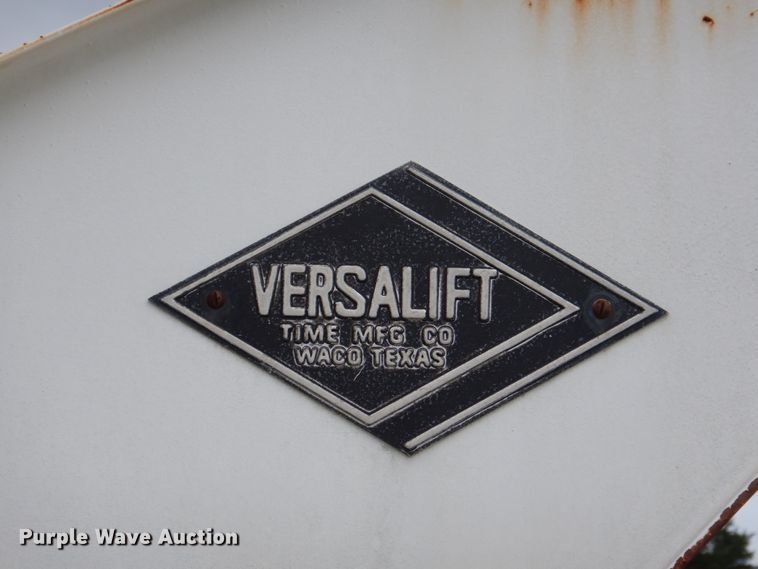 VERSALIFT
TIME MFG CO
WACO TEXAS
Purple Wave Auction